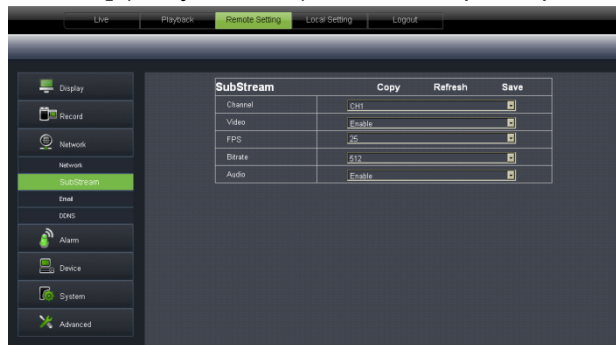 Live Playback Remote Setting Local Setting Logout
Display
Record
Network
Network
SubStream
Email
DDNS
Alarm
Device
System
Advanced
SubStream Copy Refresh Save
Channel CH1
Video Enable
FPS 25
Bitrate 512
Audio Enable